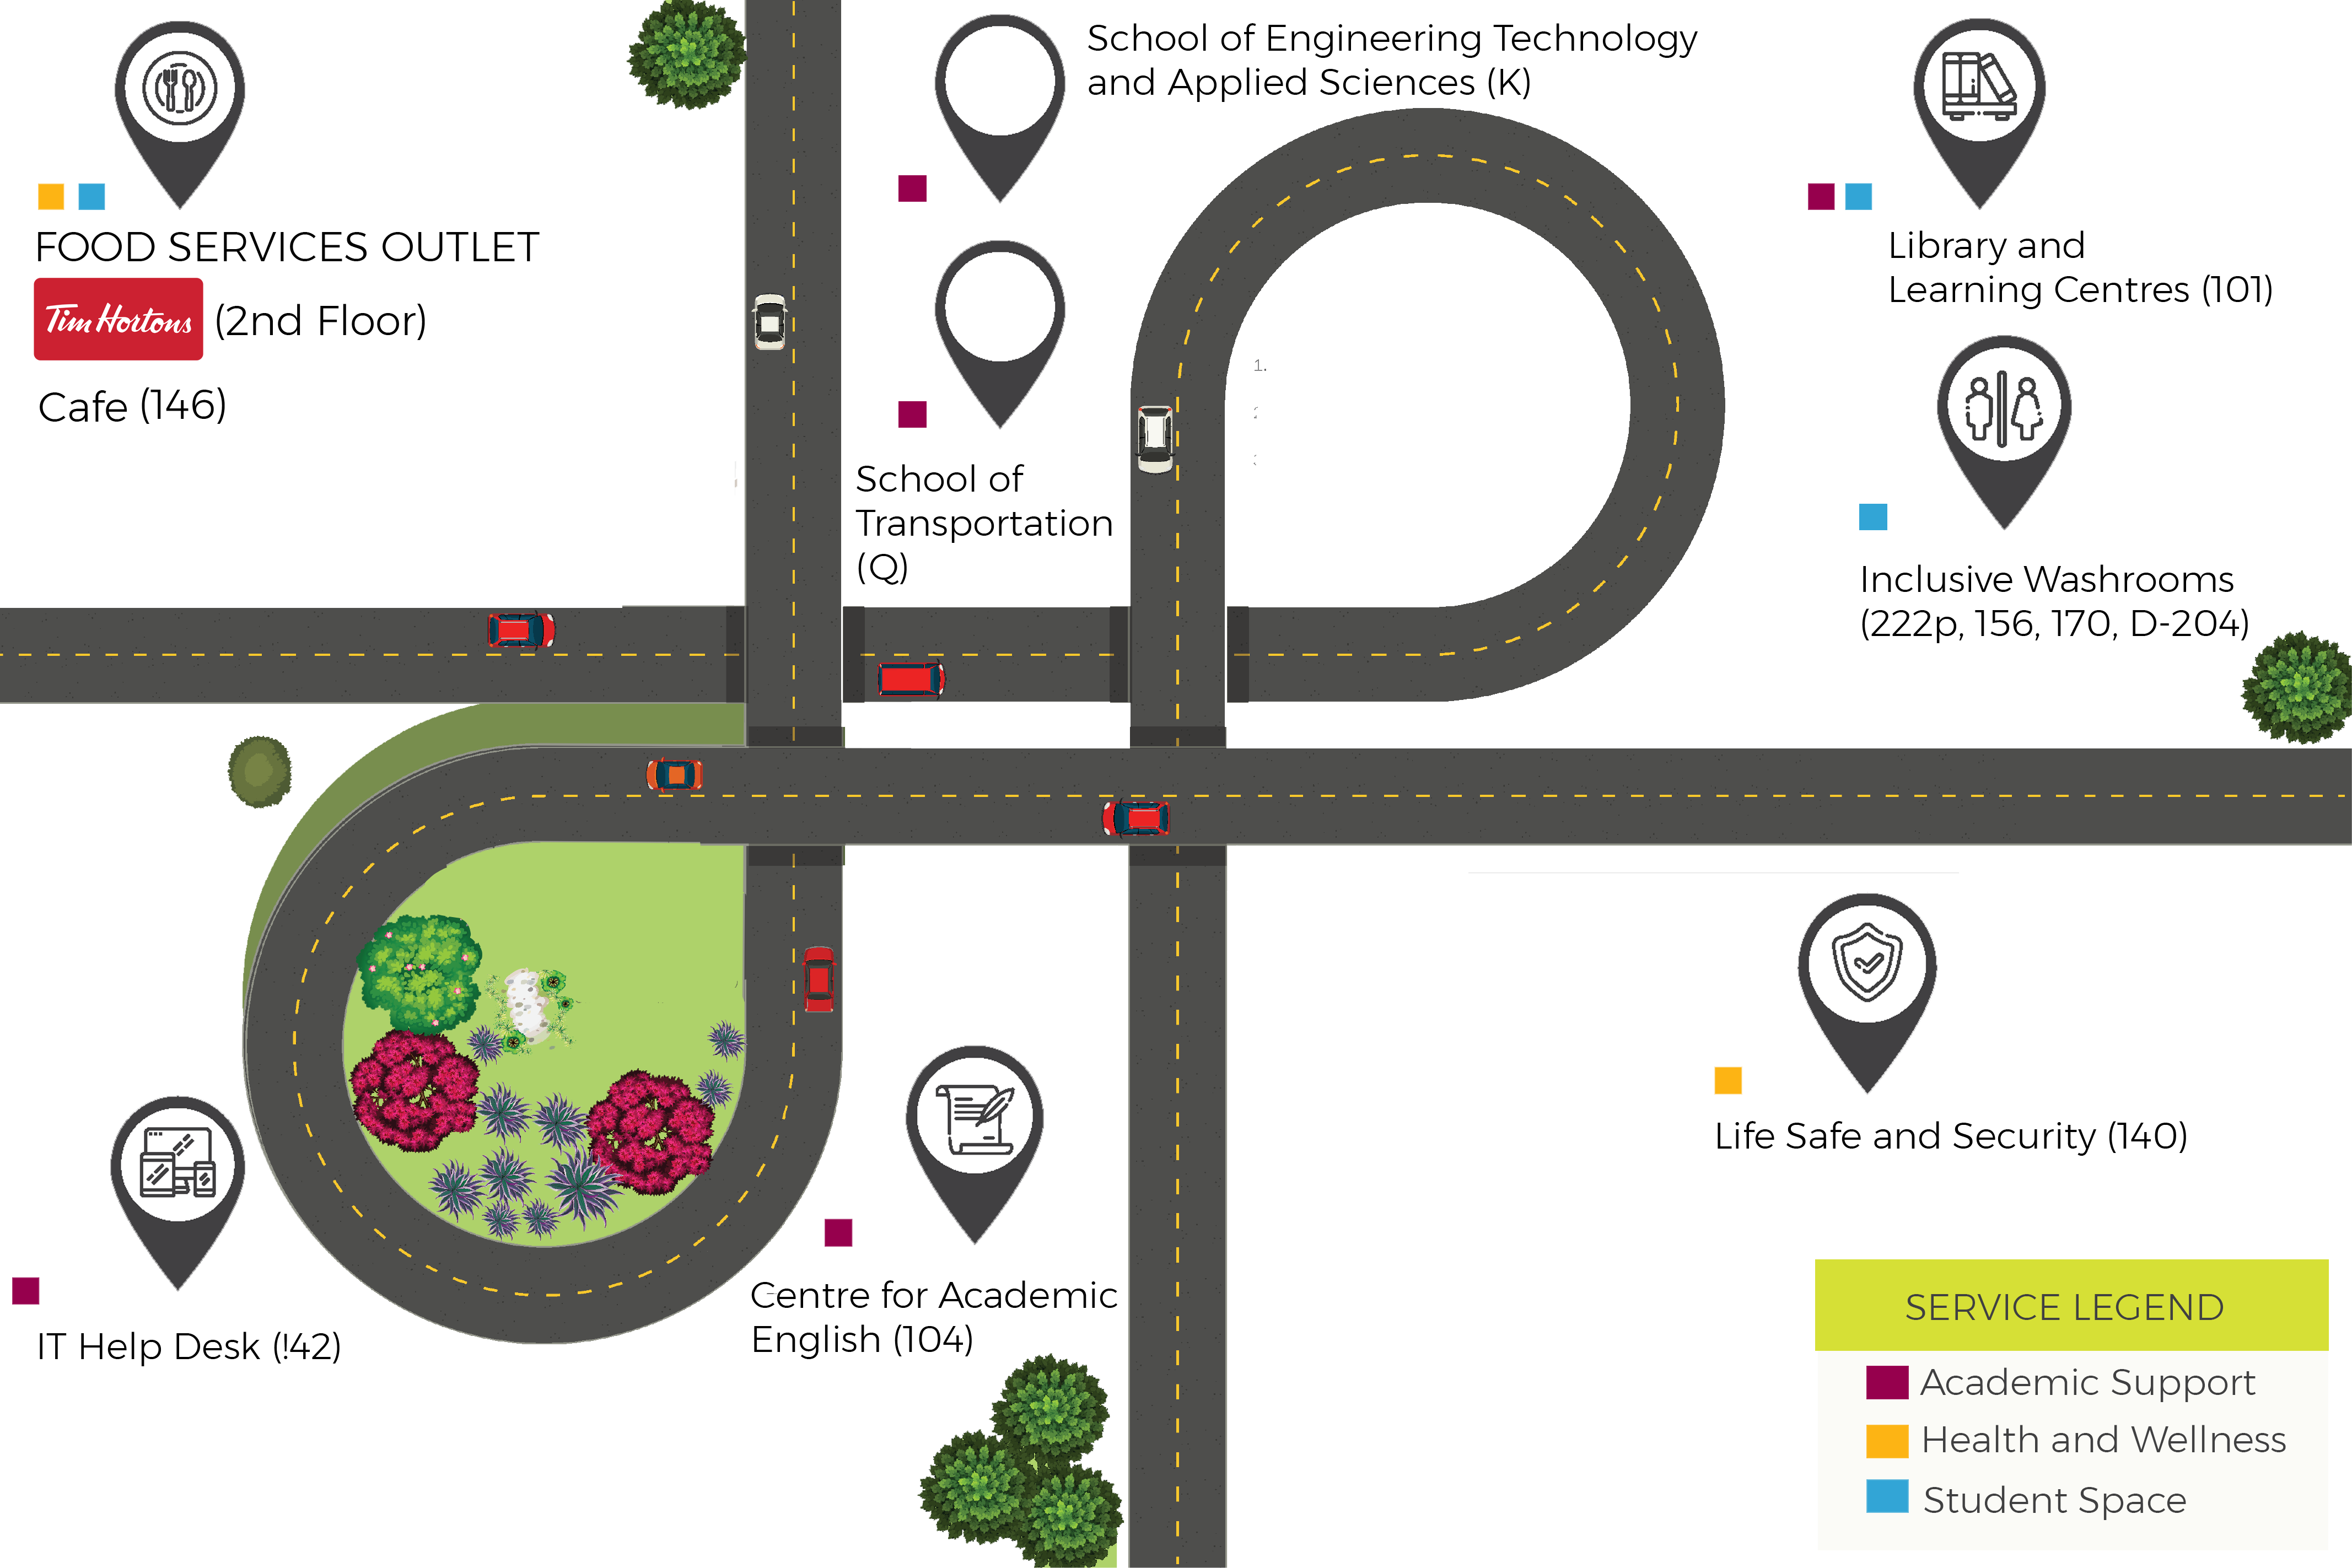 School of Engineering Technology
and Applied Sciences (K)
FOOD SERVICES OUTLET
Tim Hortons (2nd Floor)
Cafe (146)
Library and
Learning Centres (101)
1.
School of
Transportation
(Q)
Inclusive Washrooms
(222p, 156, 170, D-204)
Life Safe and Security (140)
Centre for Academic
English (104)
IT Help Desk (!42)
SERVICE LEGEND
Academic Support
Health and Wellness
Student Space